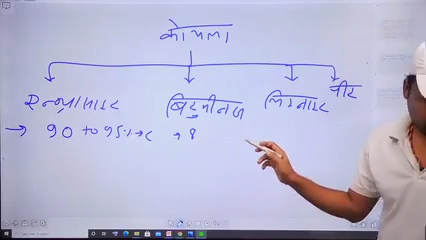 कोयला
एन्थ्रासाइट बिटुमीनस लिग्नाइट पीट
→ 90 to 95% → C , 8